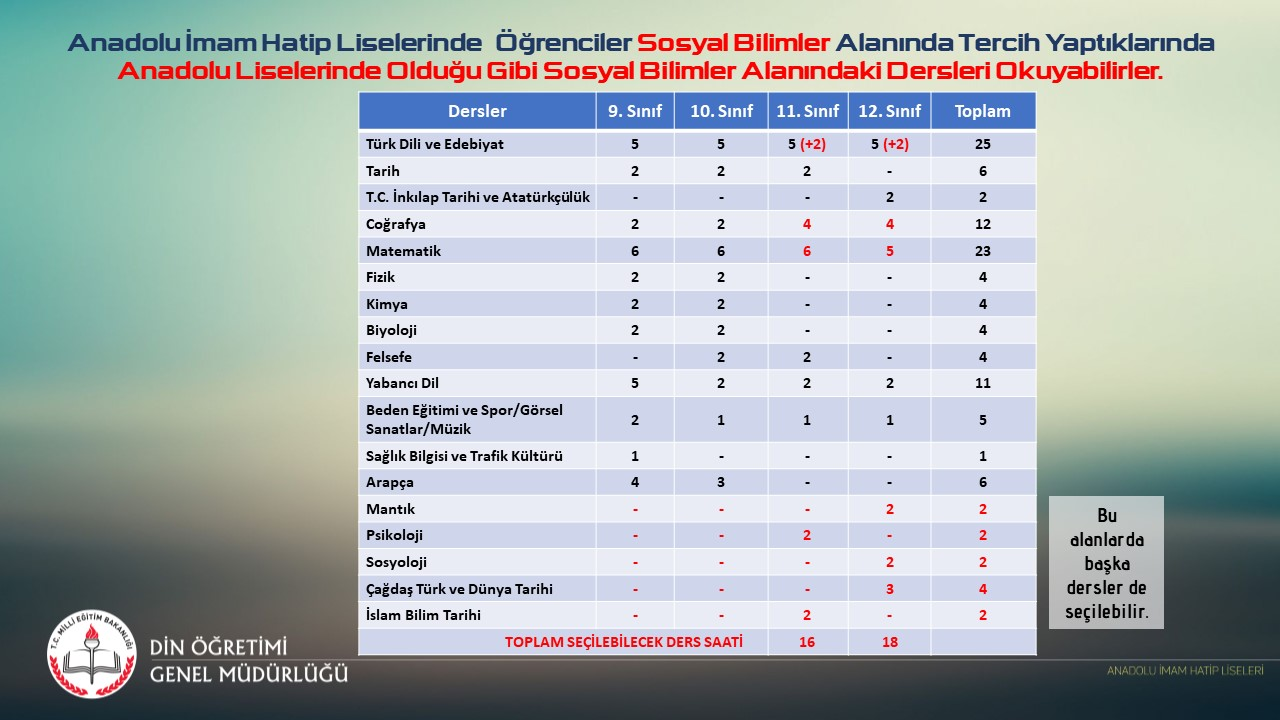 Anadolu İmam Hatip Liselerinde Öğrenciler Sosyal Bilimler Alanında Tercih Yaptıklarında
Anadolu Liselerinde Olduğu Gibi Sosyal Bilimler Alanındaki Dersleri Okuyabilirler.
Dersler 9. Sınıf 10. Sınıf 11. Sınıf 12. Sınıf Toplam
Türk Dili ve Edebiyat 5 5 5 (+2) 5 (+2) 25
Tarih 2 2 2 - 6
T.C. İnkılap Tarihi ve Atatürkçülük - - - 2 2
Coğrafya 2 2 4 4 12
Matematik 6 6 6 5 23
Fizik 2 2 - - 4
Kimya 2 2 - - 4
Biyoloji 2 2 - - 4
Felsefe - 2 2 - 4
Yabancı Dil 5 2 2 2 11
Beden Eğitimi ve Spor/Görsel
Sanatlar/Müzik 2 1 1 1 5
Sağlık Bilgisi ve Trafik Kültürü 1 - - - 1
Arapça 4 3 - - 6
Mantık - - - 2 2
Psikoloji - - 2 - 2
Sosyoloji - - - 2 2
Çağdaş Türk ve Dünya Tarihi - - - 3 4
İslam Bilim Tarihi - - 2 - 2
TOPLAM SEÇİLEBİLECEK DERS SAATİ 16 18
Bu
alanlarda
başka
dersler de
seçilebilir.
T.C. MİLLİ EĞİTİM BAKANLIĞI
DİN ÖĞRETİMİ
GENEL MÜDÜRLÜĞÜ
ANADOLU İMAM HATİP LİSELERİ